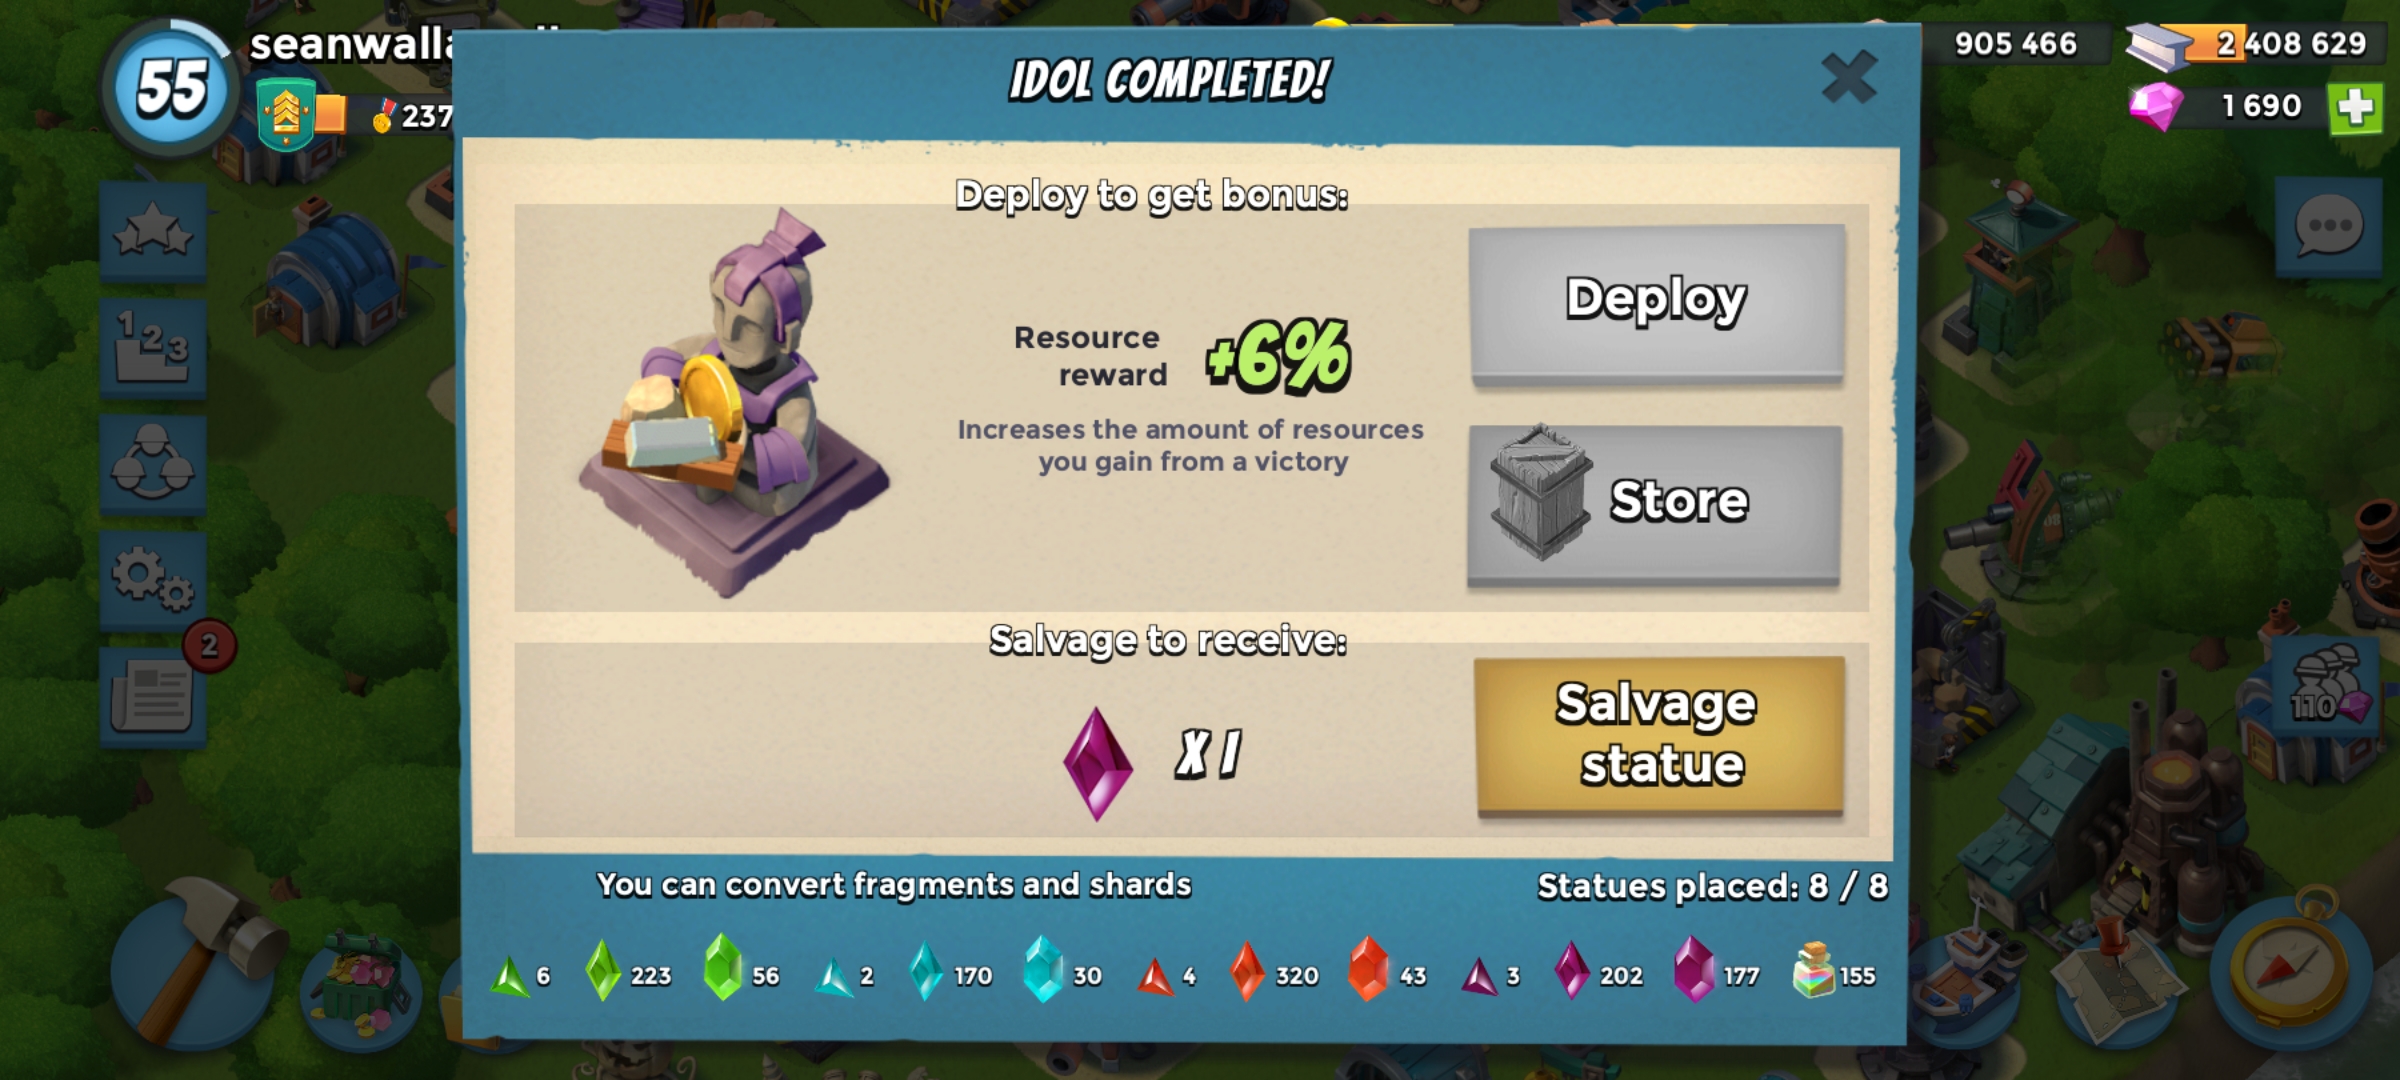 55
237
IDOL COMPLETED!
905 466
2 408 629
1 690
Deploy to get bonus:
Resource
reward
+6%
Increases the amount of resources
you gain from a victory
Deploy
Store
1 2 3
2
Salvage to receive:
X 1
Salvage
statue
110
You can convert fragments and shards
Statues placed: 8 / 8
6
223
56
2
170
30
4
320
43
3
202
177
155